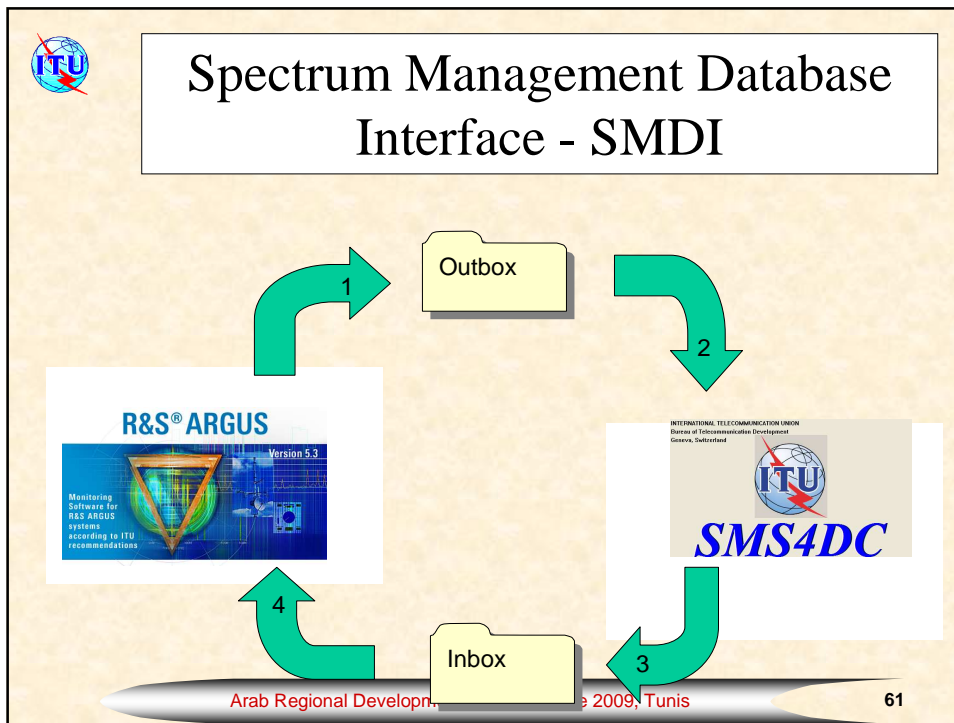 ITU
Spectrum Management Database
Interface - SMDI
Outbox
1
2
R&S® ARGUS
Version 5.3
Monitoring
Software for
R&S ARGUS
systems
according to ITU
recommendations
INTERNATIONAL TELECOMMUNICATION UNION
Bureau of Telecommunication Development
Geneva, Switzerland
ITU
SMS4DC
4
Inbox
3
Arab Regional Developm e 2009, Tunis
61